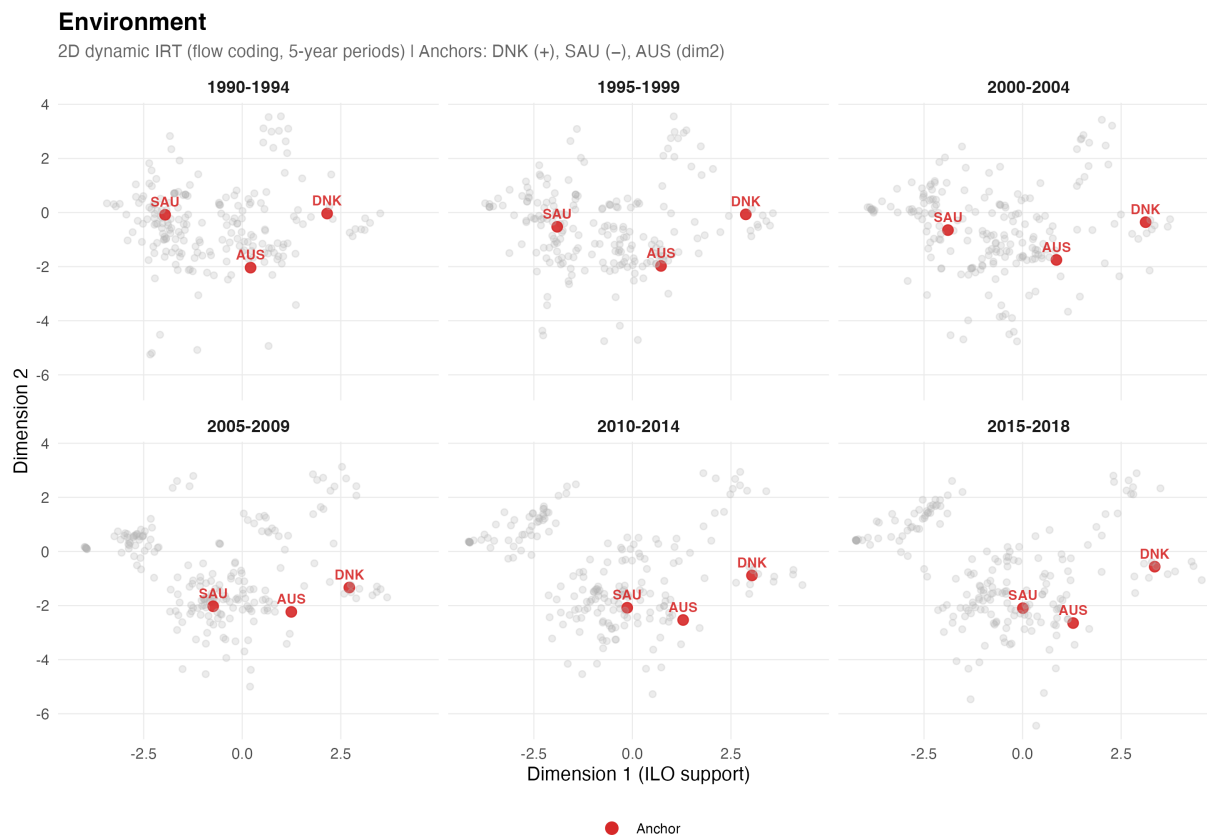 Environment
2D dynamic IRT (flow coding, 5-year periods) | Anchors: DNK (+), SAU (−), AUS (dim2)
1990-1994 1995-1999 2000-2004
4
2
0
-2
-4
-6
SAU DNK AUS
SAU DNK AUS
SAU DNK AUS
Dimension 2
2005-2009 2010-2014 2015-2018
4
2
0
-2
-4
-6
SAU AUS DNK
SAU AUS DNK
SAU AUS DNK
-2.5 0.0 2.5 -2.5 0.0 2.5 -2.5 0.0 2.5
Dimension 1 (ILO support)
Anchor